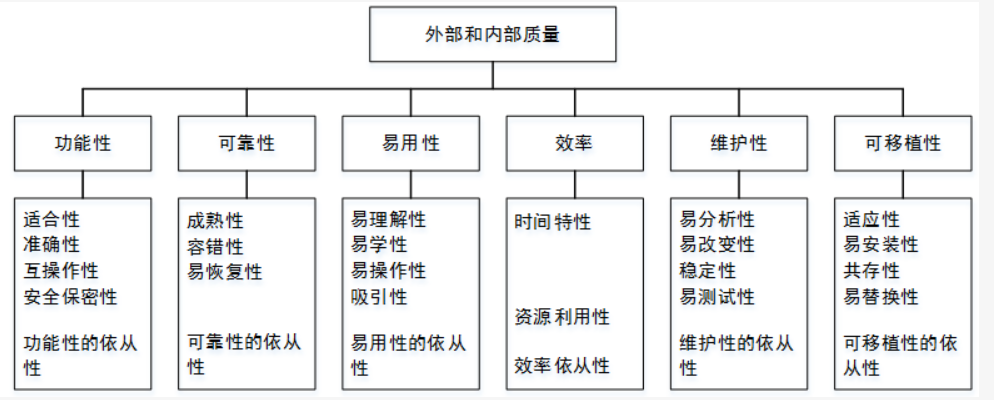 外部和内部质量
功能性
可靠性
易用性
效率
维护性
可移植性
适合性
准确性
互操作性
安全保密性
功能性的依从
性
成熟性
容错性
易恢复性
可靠性的依从
性
易理解性
易学性
易操作性
吸引性
易用性的依从
性
时间特性
资源利用性
效率依从性
易分析性
易改变性
稳定性
易测试性
维护性的依从
性
适应性
易安装性
共存性
易替换性
可移植性的依
从性